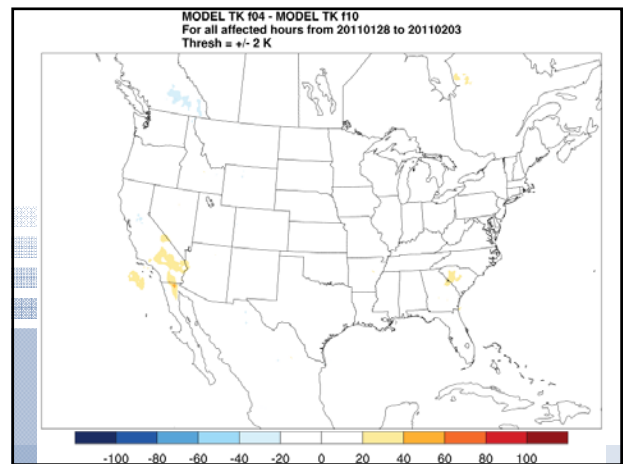 MODEL TK f04 - MODEL TK f10
For all affected hours from 20110128 to 20110203
Thresh = +/- 2 K
-100 -80 -60 -40 -20 0 20 40 60 80 100